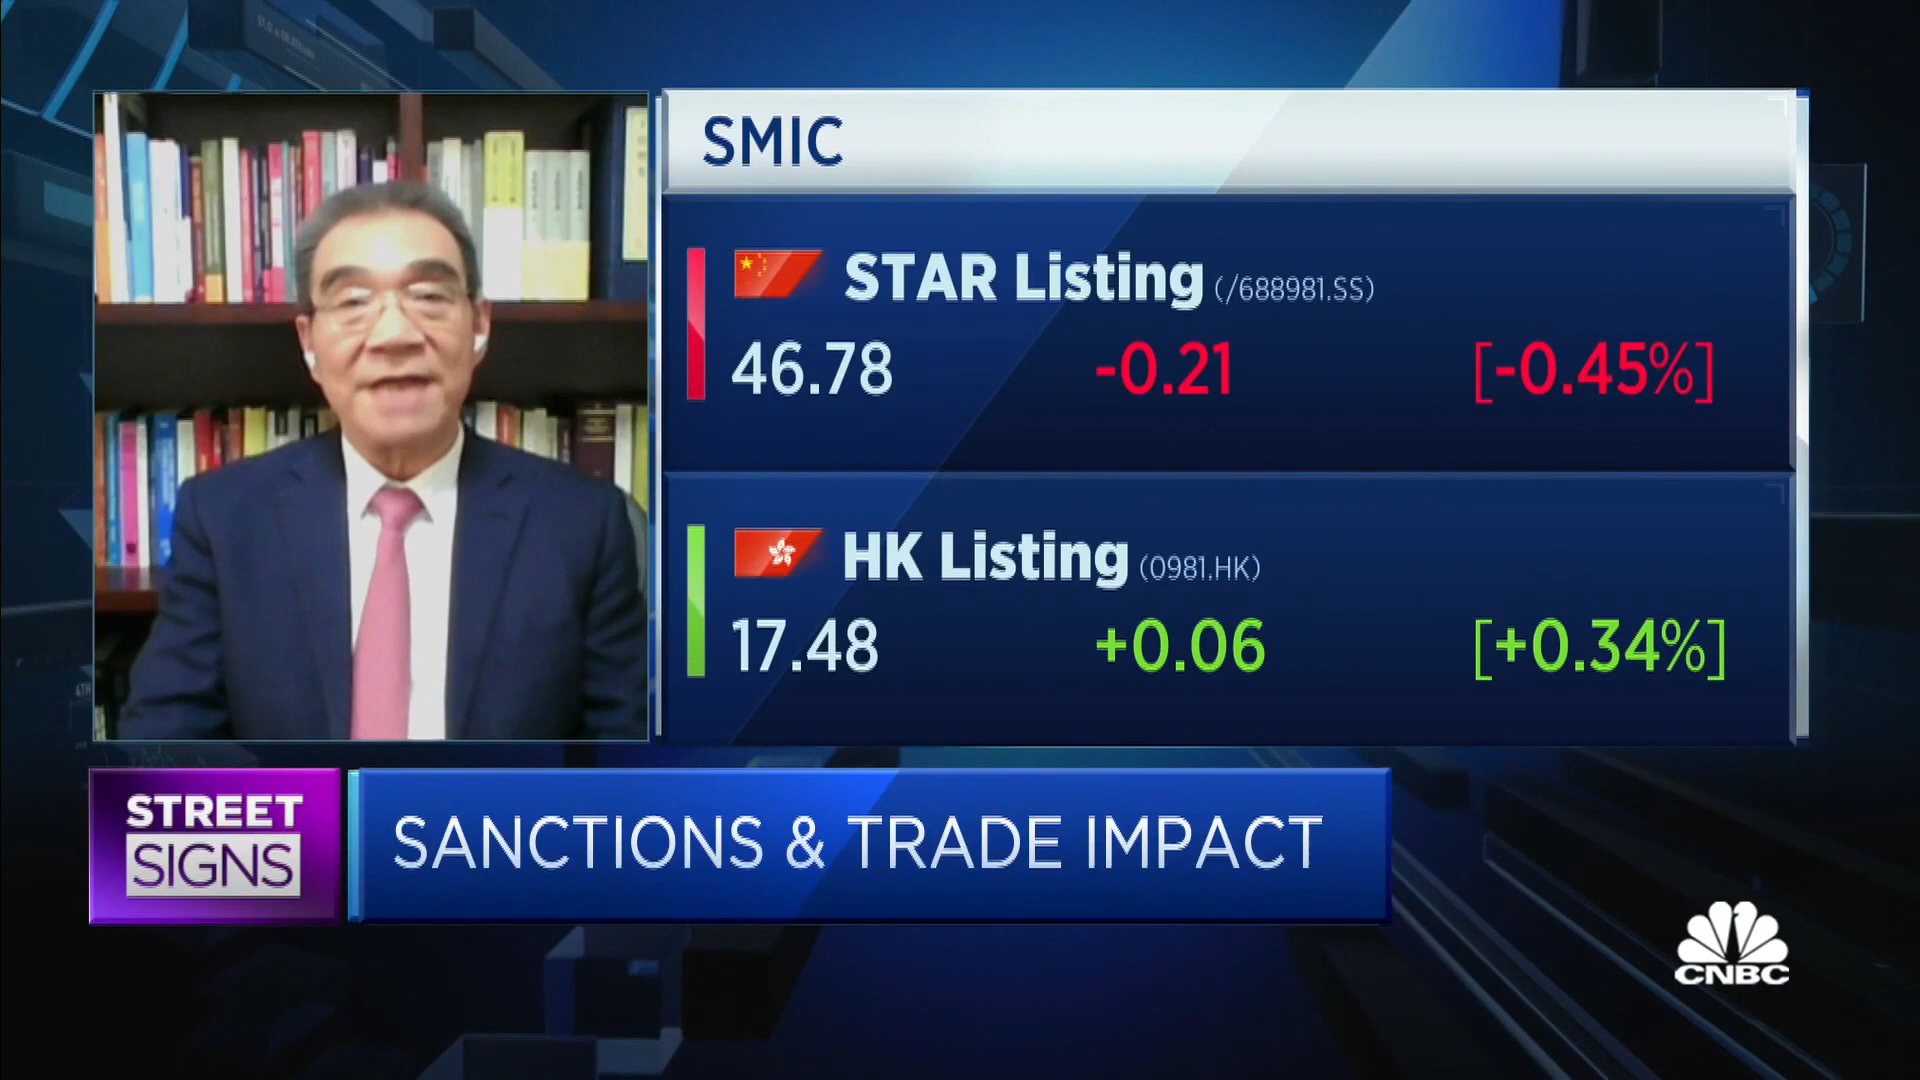 SMIC
STAR Listing (/688981.SS)
46.78 -0.21 [-0.45%]
HK Listing (0981.HK)
17.48 +0.06 [+0.34%]
STREET
SIGNS
SANCTIONS & TRADE IMPACT
CNBC